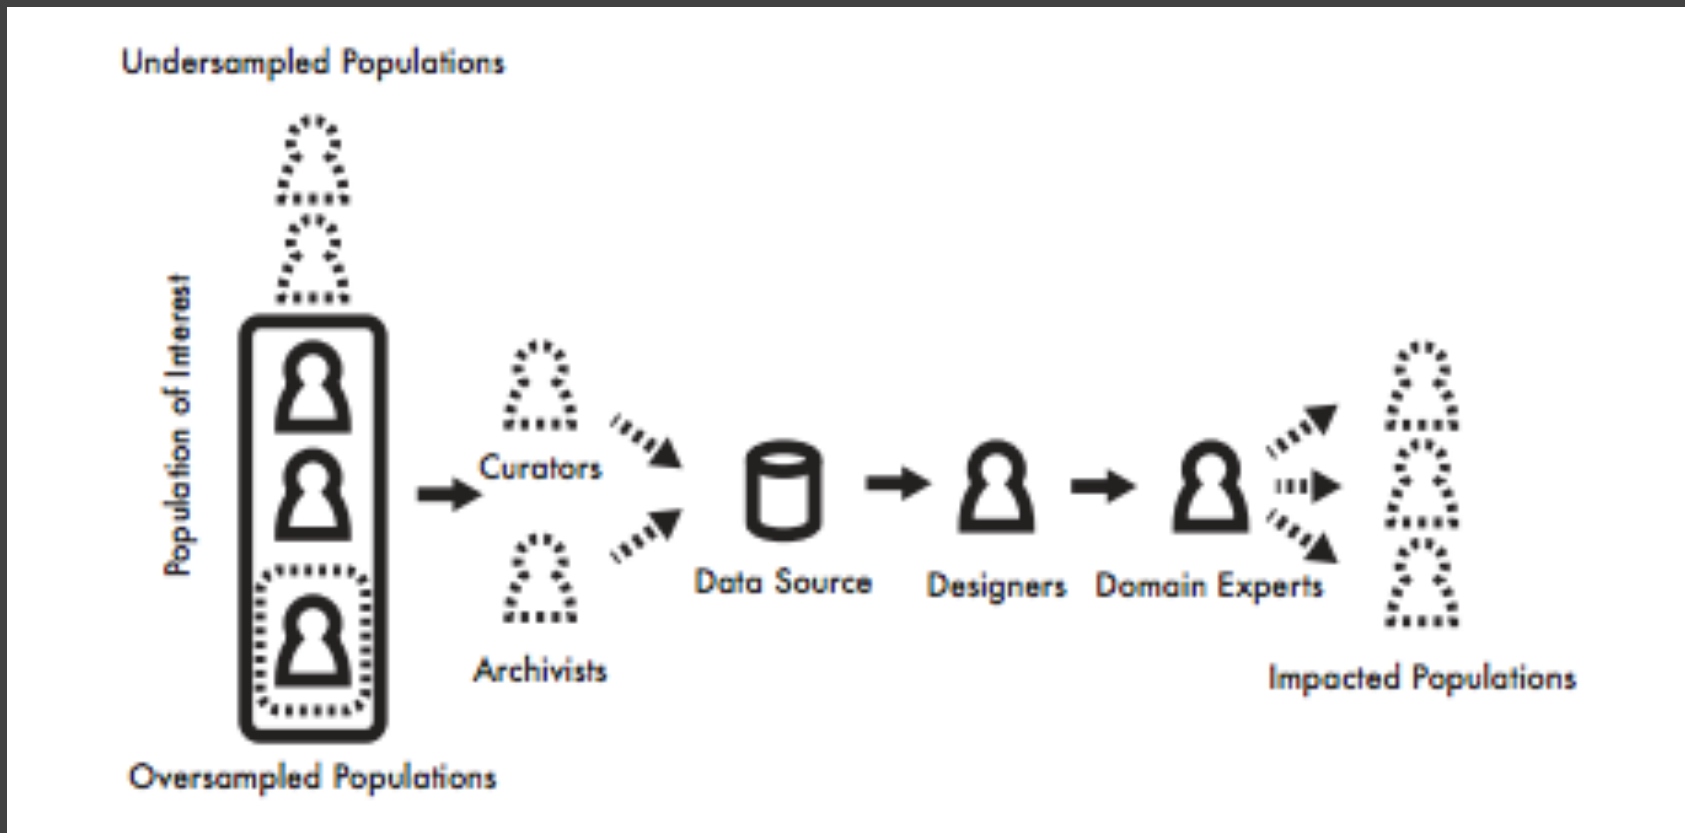 Undersampled Populations
Population of Interest
Curators
Archivists
Data Source
Designers
Domain Experts
Impacted Populations
Oversampled Populations